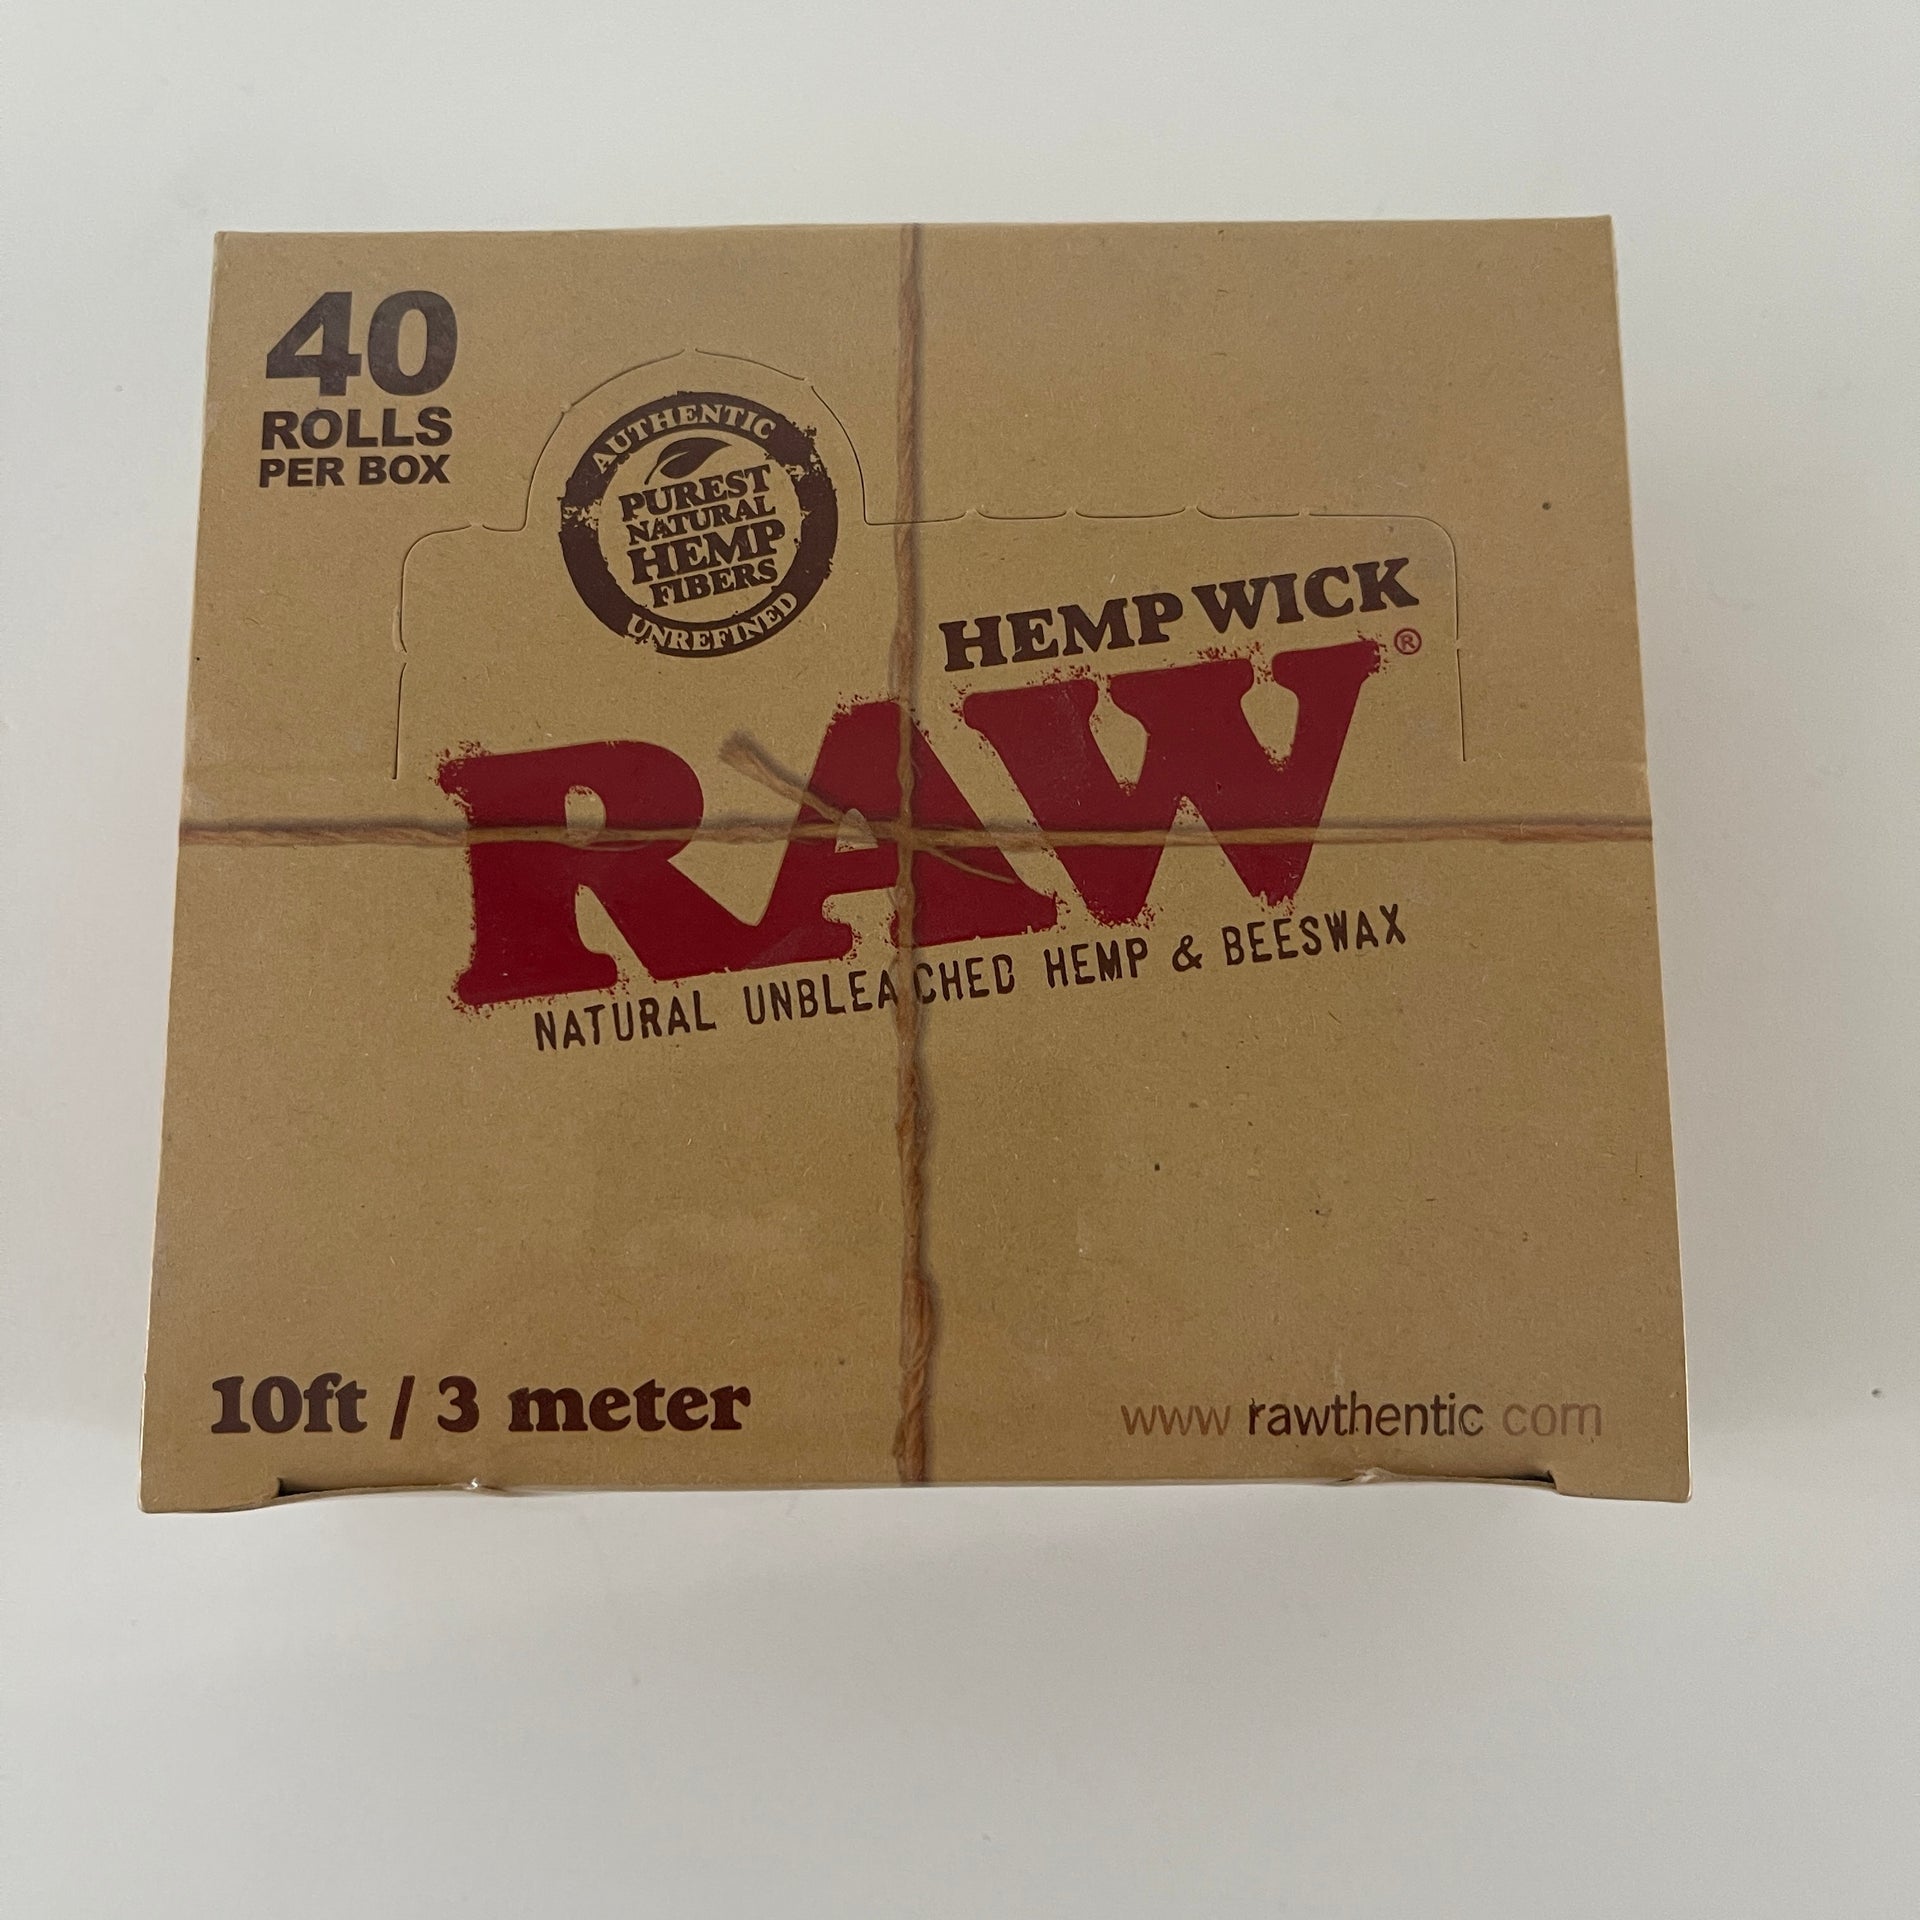 40
ROLLS
PER BOX
AUTHENTIC
PUREST
NATURAL
HEMP
FIBERS
UNREFINED
HEMP WICK
RAW®
NATURAL UNBLEACHED HEMP & BEESWAX
10ft / 3 meter
www rawthentic com